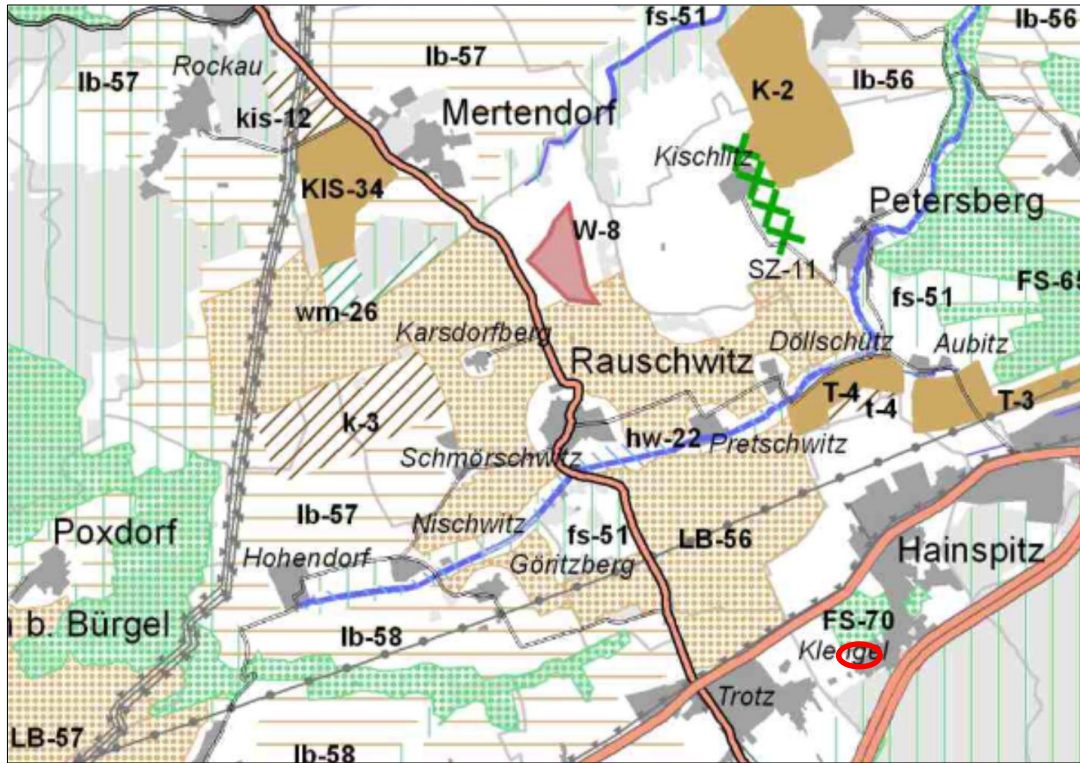 fs-51
lb-56
Rockau
lb-57
lb-57
lb-56
K-2
kis-12
Mertendorf
Kischlitz
KIS-34
Petersberg
W-8
SZ-11
FS-65
wm-26
fs-51
Karsdorfberg
Döllschütz
Aubitz
Rauschwitz
T-4
t-4
T-3
k-3
hw-22
Pretschwitz
Schmörschwitz
lb-57
Nischwitz
Poxdorf
fs-51
LB-56
Hainspitz
Hohendorf
Göritzberg
n b. Bürgel
lb-58
FS-70
Klengel
Trotz
LB-57
lb-58